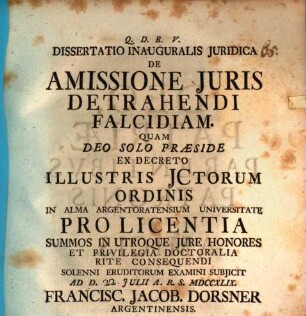 Q. D. B. V.
DISSERTATIO INAUGURALIS JURIDICA
DE
AMISSIONE JURIS
DETRAHENDI
FALCIDIAM.
QUAM
DEO SOLO PRÆSIDE
EX DECRETO
ILLUSTRIS JCTORUM
ORDINIS
IN ALMA ARGENTORATENSIUM UNIVERSITATE
PRO LICENTIA
SUMMOS IN UTROQUE JURE HONORES
ET PRIVILEGIA DOCTORALIA
RITE CONSEQUENDI
SOLENNI ERUDITORUM EXAMINI SUBJICIT
AD D. JULII A. R. S. MDCCXLIX.
FRANCISC. JACOB. DORSNER
ARGENTINENSIS.